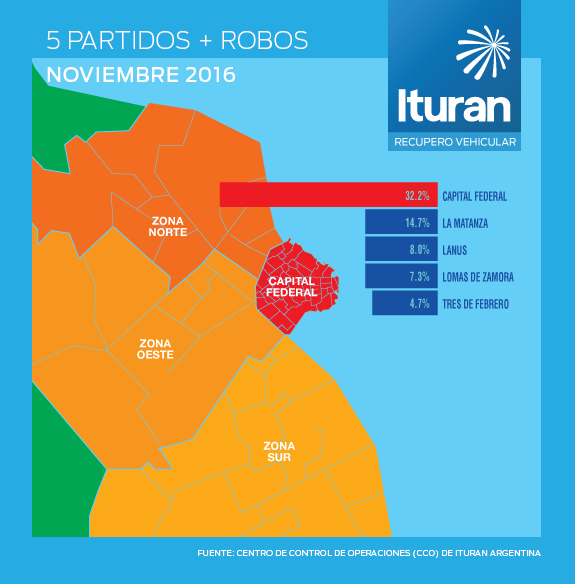 5 PARTIDOS + ROBOS
NOVIEMBRE 2016
Ituran
RECUPERO VEHICULAR
32.2% CAPITAL FEDERAL
14.7% LA MATANZA
8.0% LANUS
7.3% LOMAS DE ZAMORA
4.7% TRES DE FEBRERO
ZONA
NORTE
CAPITAL
FEDERAL
ZONA
OESTE
ZONA
SUR
FUENTE: CENTRO DE CONTROL DE OPERACIONES (CCO) DE ITURAN ARGENTINA